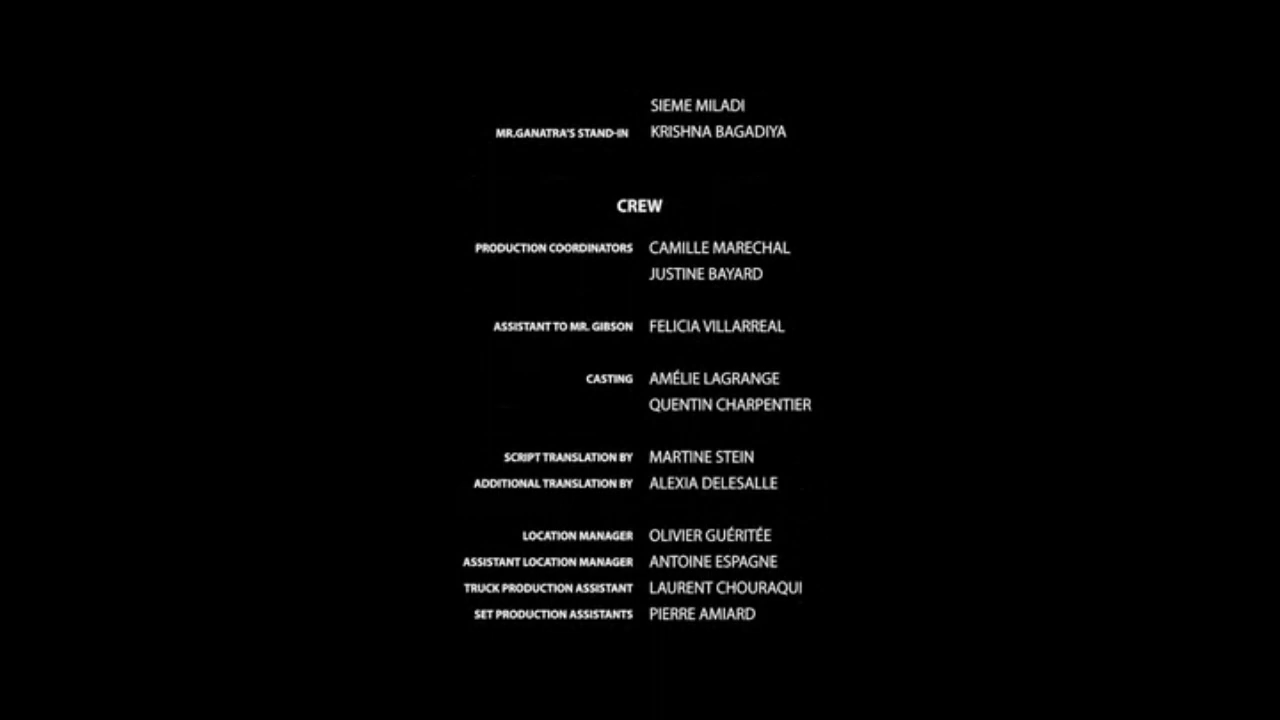 SIEME MILADI
MR.GANATRA'S STAND-IN KRISHNA BAGADIYA
CREW
PRODUCTION COORDINATORS CAMILLE MARECHAL
JUSTINE BAYARD
ASSISTANT TO MR. GIBSON FELICIA VILLARREAL
CASTING AMÉLIE LAGRANGE
QUENTIN CHARPENTIER
SCRIPT TRANSLATION BY MARTINE STEIN
ADDITIONAL TRANSLATION BY ALEXIA DELESALLE
LOCATION MANAGER OLIVIER GUÉRITÉE
ASSISTANT LOCATION MANAGER ANTOINE ESPAGNE
TRUCK PRODUCTION ASSISTANT LAURENT CHOURAQUI
SET PRODUCTION ASSISTANTS PIERRE AMIARD